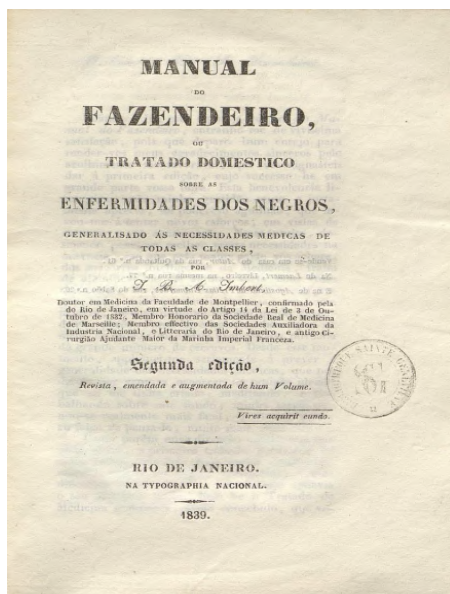 MANUAL
DO
FAZENDEIRO,
OU
TRATADO DOMESTICO
SOBRE AS
ENFERMIDADES DOS NEGROS,
GENERALISADO ÁS NECESSIDADES MEDICAS DE
TODAS AS CLASSES,
POR
J. B. A. Imbert,
Doutor em Medicina da Faculdade de Montpellier, confirmado pela
do Rio de Janeiro, em virtude do Artigo 14 da Lei de 3 de Ou-
tubro de 1832, Membro Honorario da Sociedade Real de Medicina
de Marseille; Membro effectivo das Sociedades Auxiliadora da
Industria Nacional, e Litteraria do Rio de Janeiro, e antigo Ci-
rurgião Ajudante Maior da Marinha Imperial Franceza.
Segunda edição,
Revista, emendada e augmentada de hum Volume.
Vires acquirit eundo.
BIBLIOTHEQUE SAINTE GENEVIEVE
RIO DE JANEIRO.
NA TYPOGRAPHIA NACIONAL.
1839.